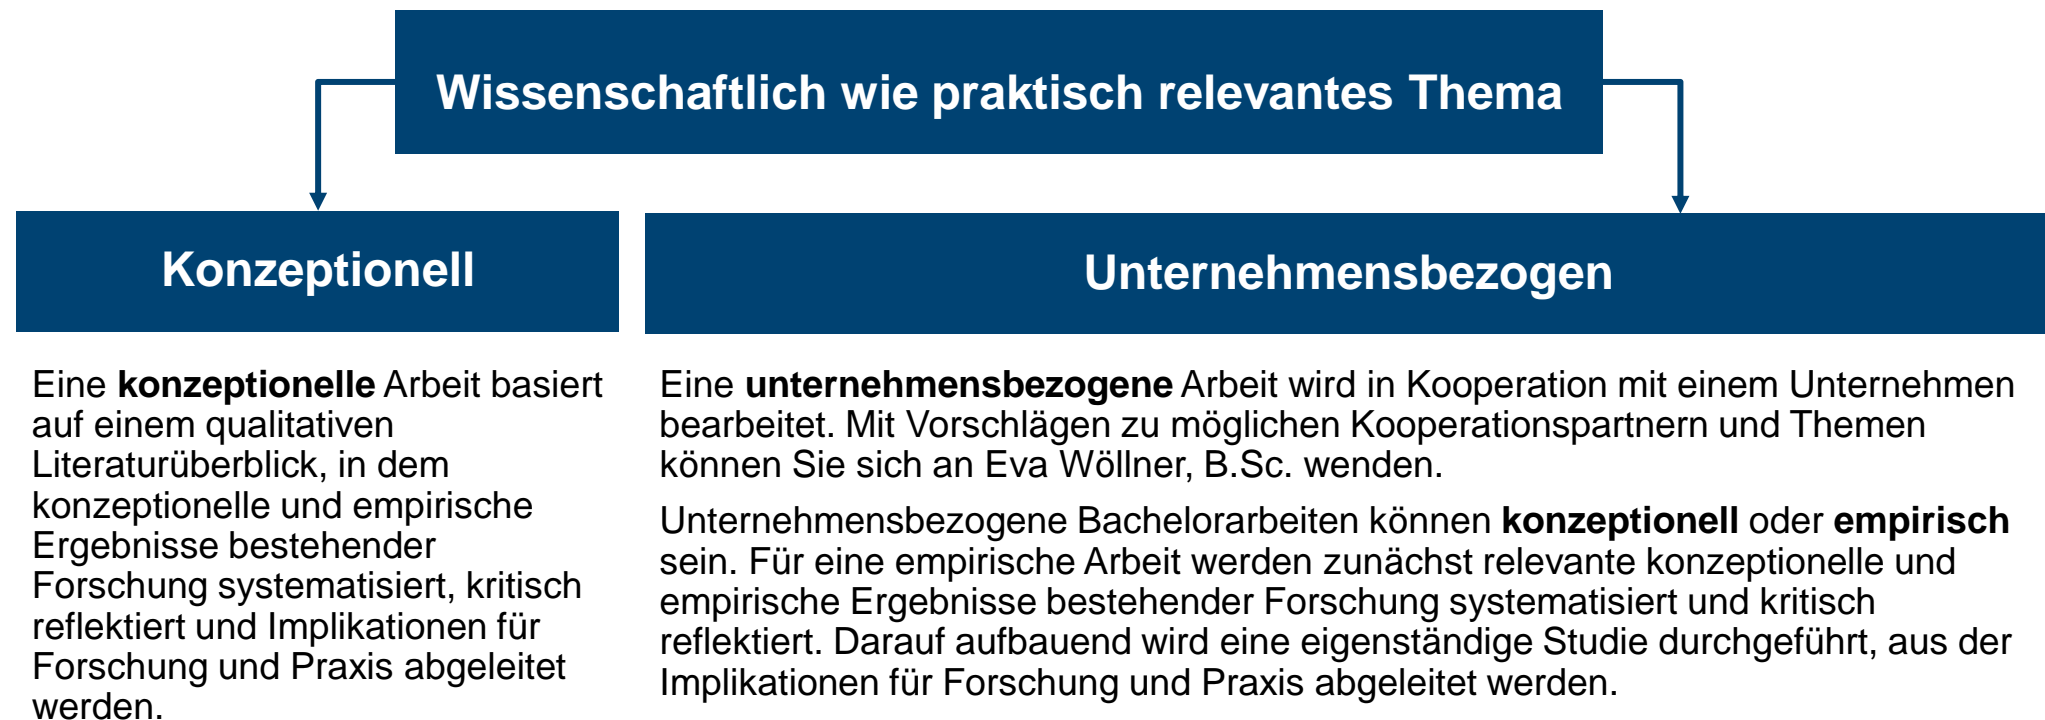 Wissenschaftlich wie praktisch relevantes Thema
Konzeptionell
Eine konzeptionelle Arbeit basiert
auf einem qualitativen
Literaturüberblick, in dem
konzeptionelle und empirische
Ergebnisse bestehender
Forschung systematisiert, kritisch
reflektiert und Implikationen für
Forschung und Praxis abgeleitet
werden.
Unternehmensbezogen
Eine unternehmensbezogene Arbeit wird in Kooperation mit einem Unternehmen
bearbeitet. Mit Vorschlägen zu möglichen Kooperationspartnern und Themen
können Sie sich an Eva Wöllner, B.Sc. wenden.
Unternehmensbezogene Bachelorarbeiten können konzeptionell oder empirisch
sein. Für eine empirische Arbeit werden zunächst relevante konzeptionelle und
empirische Ergebnisse bestehender Forschung systematisiert und kritisch
reflektiert. Darauf aufbauend wird eine eigenständige Studie durchgeführt, aus der
Implikationen für Forschung und Praxis abgeleitet werden.